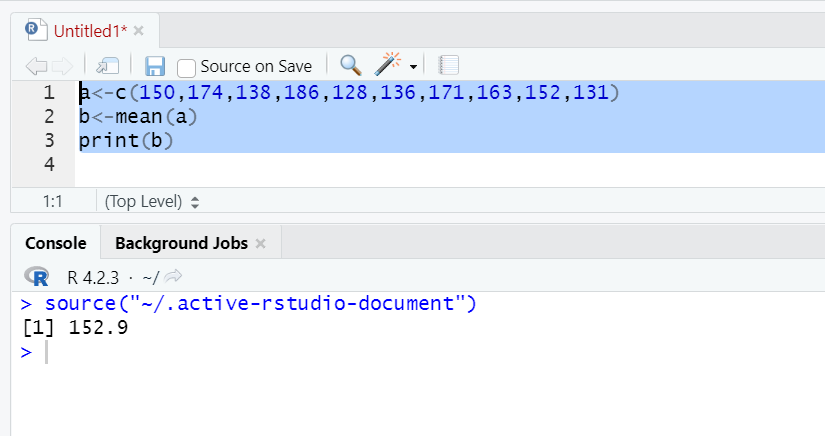 Untitled1*
Source on Save
1 a<-c(150,174,138,186,128,136,171,163,152,131)
2 b<-mean(a)
3 print(b)
4
1:1 (Top Level)
Console Background Jobs
R R 4.2.3 · ~/
> source("~/.active-rstudio-document")
[1] 152.9
>